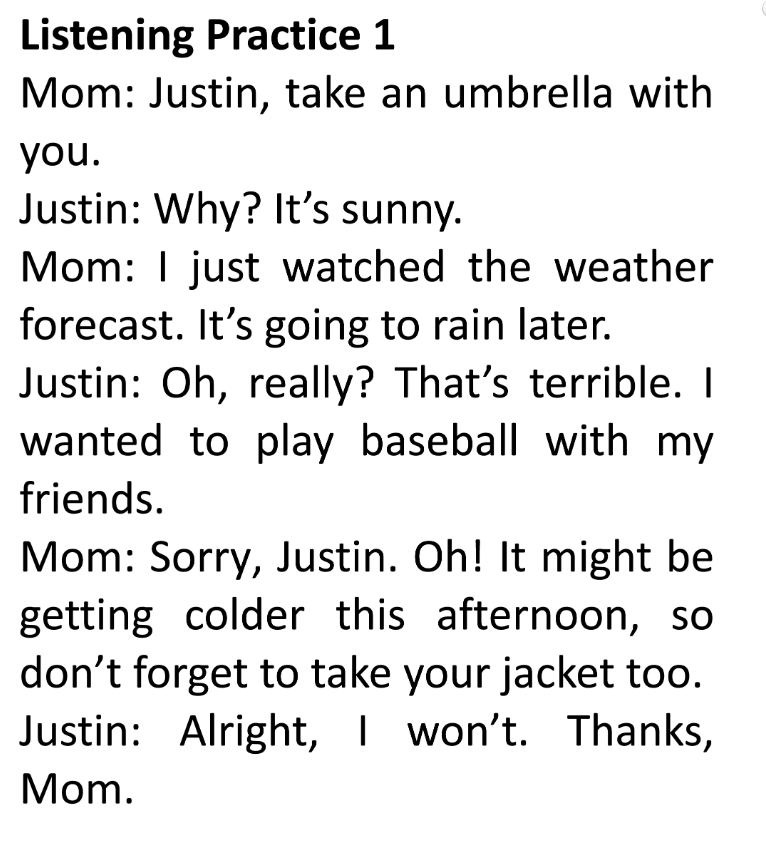 Listening Practice 1
Mom: Justin, take an umbrella with
you.
Justin: Why? It’s sunny.
Mom: I just watched the weather
forecast. It’s going to rain later.
Justin: Oh, really? That’s terrible. I
wanted to play baseball with my
friends.
Mom: Sorry, Justin. Oh! It might be
getting colder this afternoon, so
don’t forget to take your jacket too.
Justin: Alright, I won’t. Thanks,
Mom.